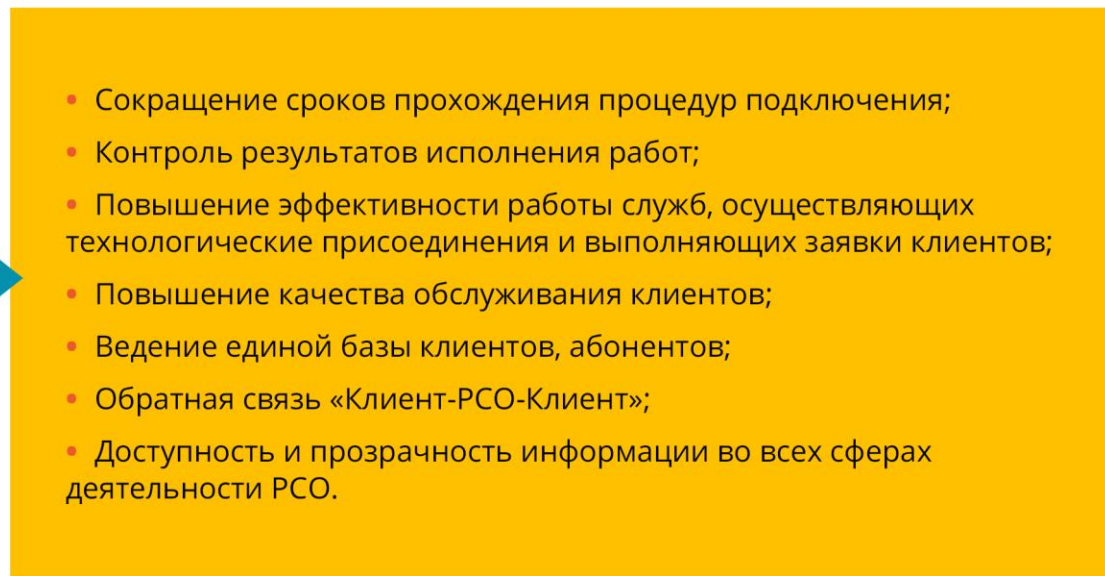 • Сокращение сроков прохождения процедур подключения;
• Контроль результатов исполнения работ;
• Повышение эффективности работы служб, осуществляющих
технологические присоединения и выполняющих заявки клиентов;
• Повышение качества обслуживания клиентов;
• Ведение единой базы клиентов, абонентов;
• Обратная связь «Клиент-РСО-Клиент»;
• Доступность и прозрачность информации во всех сферах
деятельности РСО.